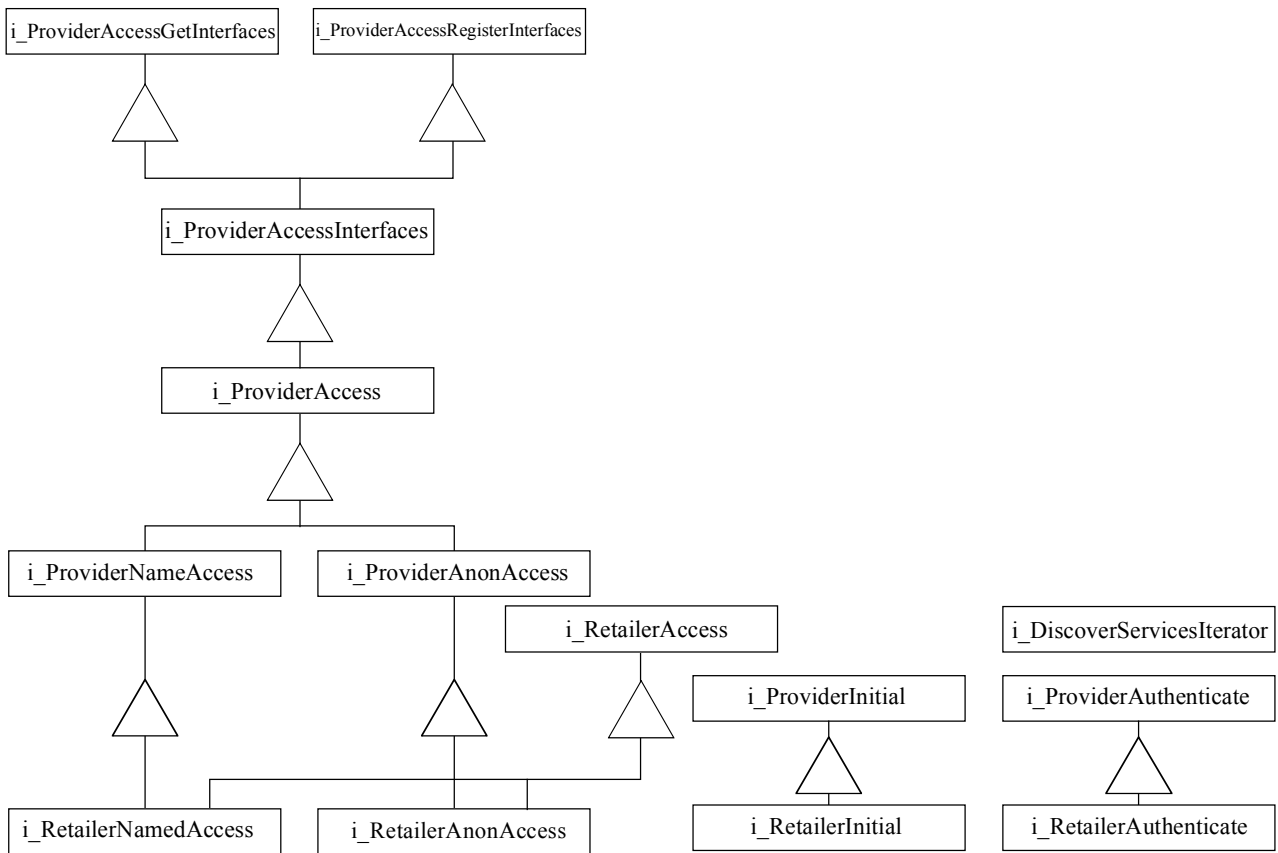 i_ProviderAccessGetInterfaces
i_ProviderAccessRegisterInterfaces
i_ProviderAccessInterfaces
i_ProviderAccess
i_ProviderNameAccess
i_ProviderAnonAccess
i_RetailerAccess
i_DiscoverServicesIterator
i_ProviderInitial
i_ProviderAuthenticate
i_RetailerNamedAccess
i_RetailerAnonAccess
i_RetailerInitial
i_RetailerAuthenticate